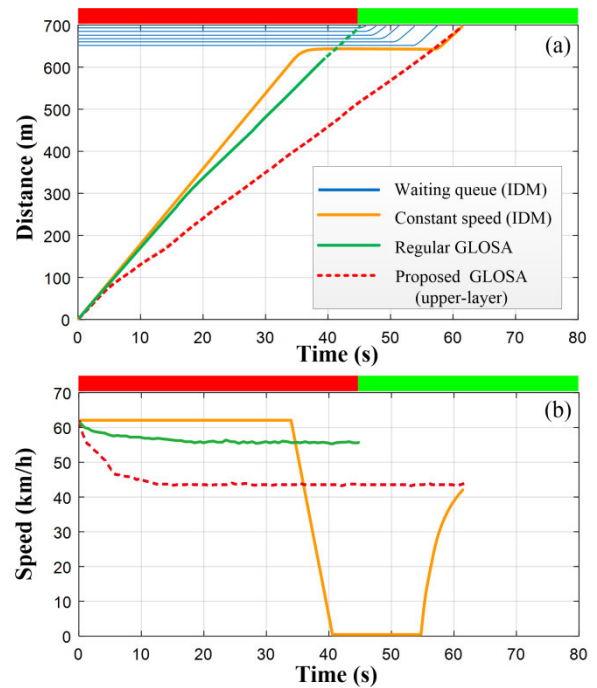 700
600
500
400
300
200
100
0
Distance (m)
(a)
Waiting queue (IDM)
Constant speed (IDM)
Regular GLOSA
Proposed GLOSA
(upper-layer)
0 10 20 30 40 50 60 70 80
Time (s)
70
60
50
40
30
20
10
0
Speed (km/h)
(b)
0 10 20 30 40 50 60 70 80
Time (s)